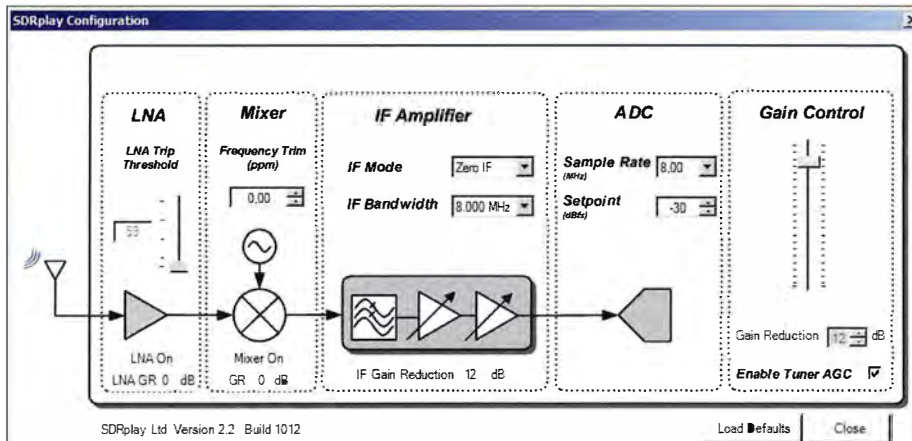 SDRplay Configuration
LNA
LNA Trip
Threshold
59
LNA On
LNA GR 0 dB
Mixer
Frequency Trim
(ppm)
0,00
Mixer On
GR 0 dB
IF Amplifier
IF Mode Zero IF
IF Bandwidth 8.000 MHz
IF Gain Reduction 12 dB
ADC
Sample Rate 8,00
(MHz)
Setpoint -30
(dBfs)
Gain Control
Gain Reduction 12 dB
Enable Tuner AGC
SDRplay Ltd Version 2.2 Build 1012
Load Defaults
Close